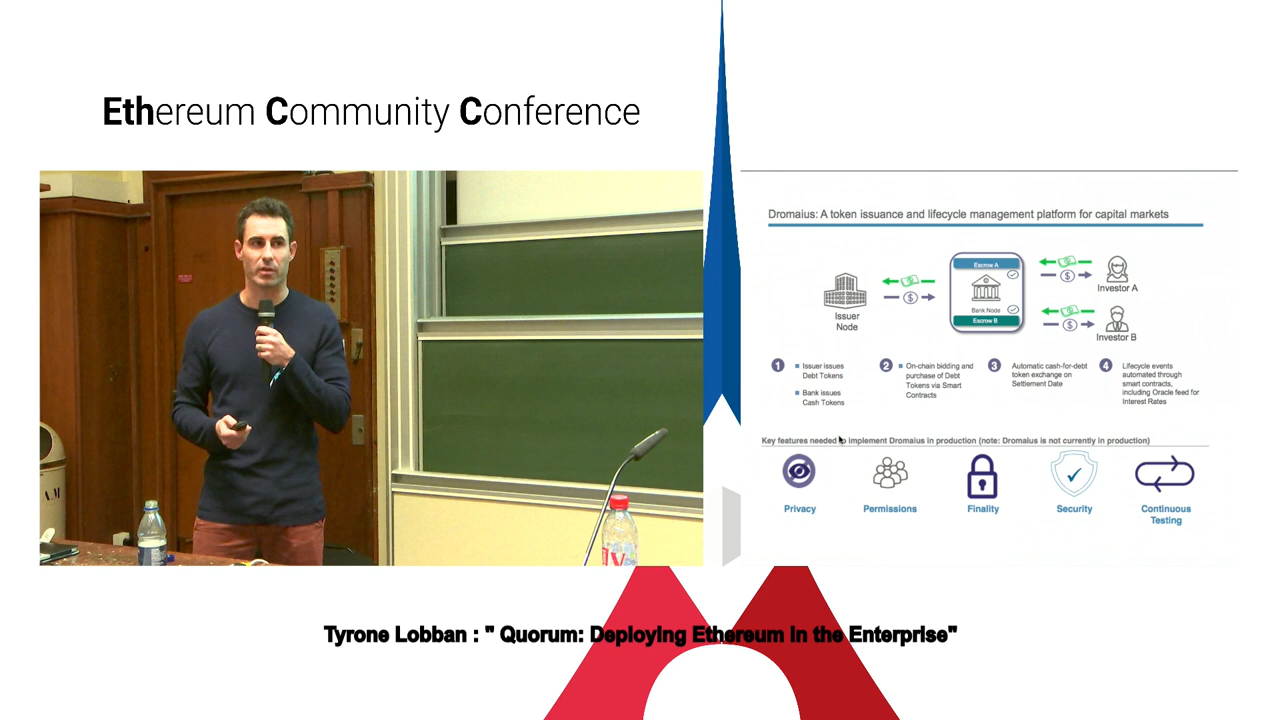 Ethereum Community Conference
Dromaius: A token issuance and lifecycle management platform for capital markets
Escrow A
Bank Node
Escrow B
Issuer
Node
Investor A
Investor B
1
Issuer issues
Debt Tokens
Bank issues
Cash Tokens
2
On-chain bidding and
purchase of Debt
Tokens via Smart
Contracts
3
Automatic cash-for-debt
token exchange on
Settlement Date
4
Lifecycle events
automated through
smart contracts,
including Oracle feed for
Interest Rates
Key features needed to implement Dromaius in production (note: Dromaius is not currently in production)
Privacy
Permissions
Finality
Security
Continuous
Testing
Tyrone Lobban : " Quorum: Deploying Ethereum in the Enterprise"